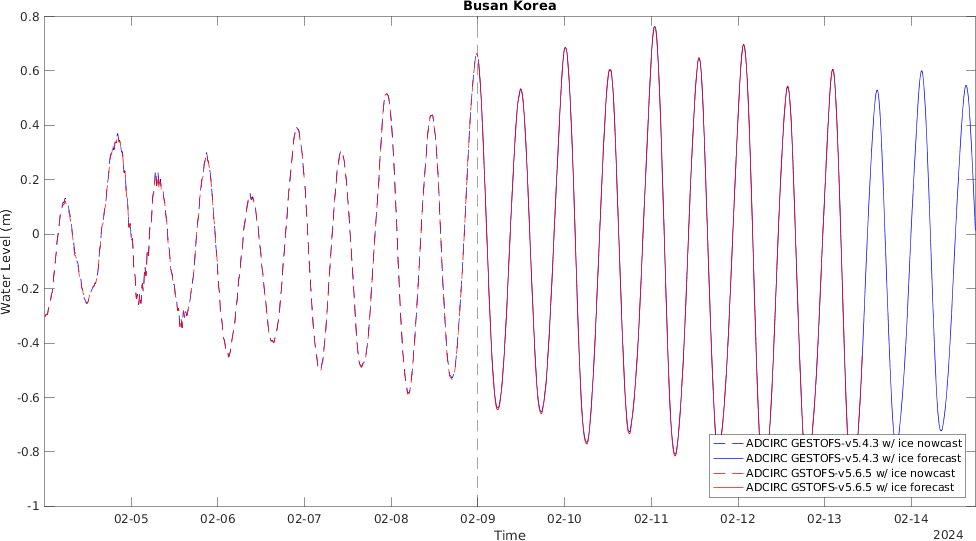 Busan Korea
0.8
0.6
0.4
0.2
0
-0.2
-0.4
-0.6
-0.8
-1
Water Level (m)
ADCIRC GESTOFS-v5.4.3 w/ ice nowcast
ADCIRC GESTOFS-v5.4.3 w/ ice forecast
ADCIRC GSTOFS-v5.6.5 w/ ice nowcast
ADCIRC GSTOFS-v5.6.5 w/ ice forecast
02-05 02-06 02-07 02-08 02-09 02-10 02-11 02-12 02-13 02-14
Time
2024